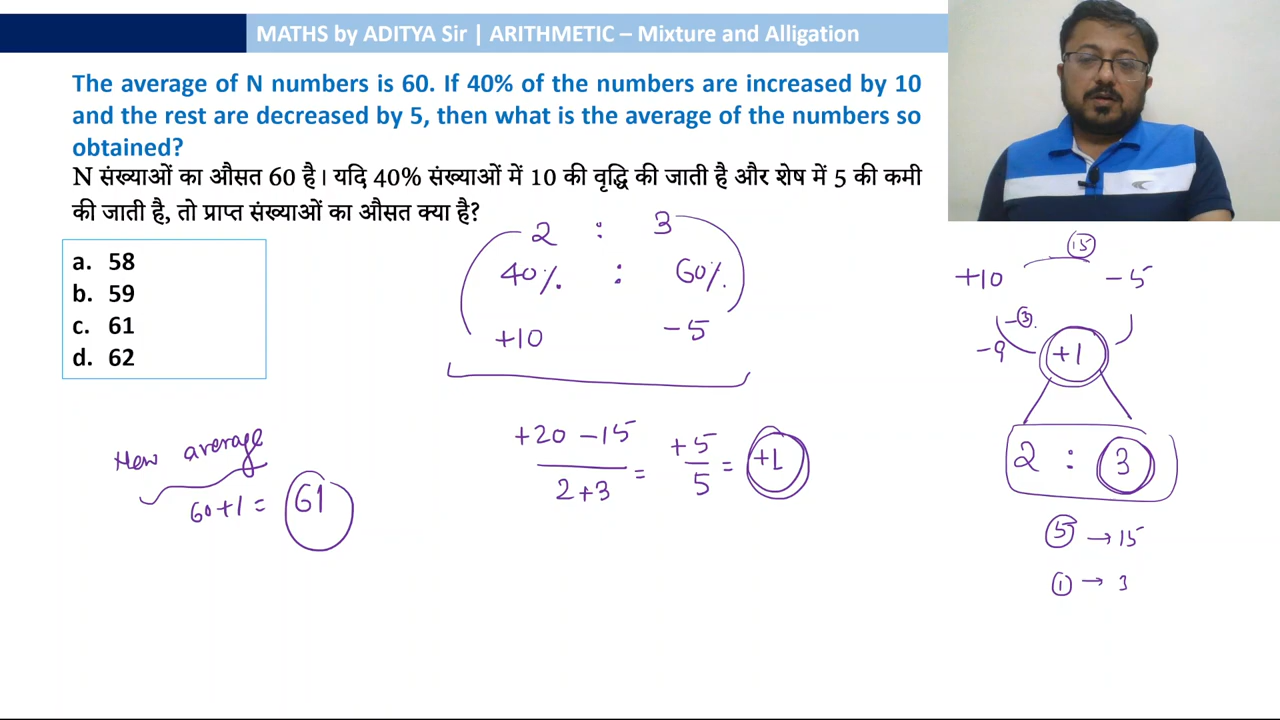 MATHS by ADITYA Sir | ARITHMETIC – Mixture and Alligation
The average of N numbers is 60. If 40% of the numbers are increased by 10
and the rest are decreased by 5, then what is the average of the numbers so
obtained?
N संख्याओं का औसत 60 है। यदि 40% संख्याओं में 10 की वृद्धि की जाती है और शेष में 5 की कमी
की जाती है, तो प्राप्त संख्याओं का औसत क्या है?
a. 58
b. 59
c. 61
d. 62
2 : 3
40% : 60%
+10 -5
+20 -15 / 2+3 = +5 / 5 = +1
New average
60+1 = 61
15
+10 -5
-3
-9 +1
2 : 3
5 → 15
1 → 3